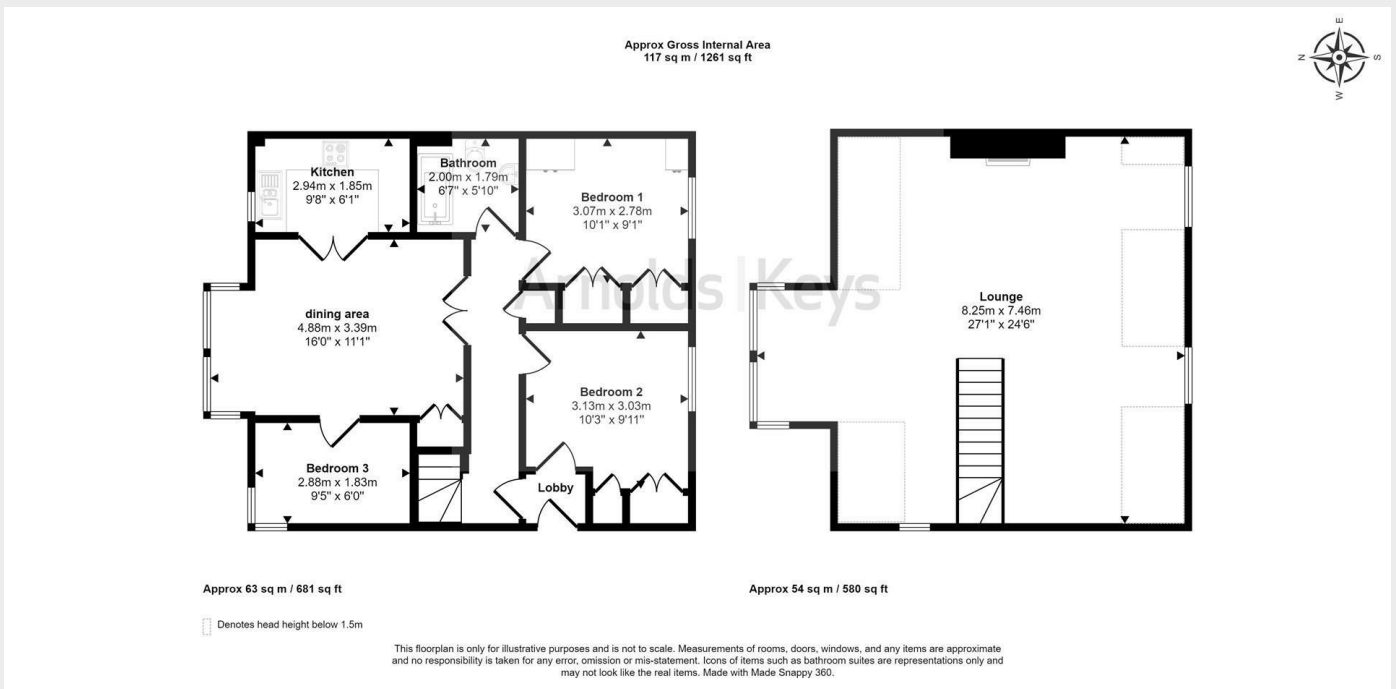 Approx Gross Internal Area
117 sq m / 1261 sq ft
E
N
S
W
Kitchen
2.94m x 1.85m
9'8" x 6'1"
Bathroom
2.00m x 1.79m
6'7" x 5'10"
Bedroom 1
3.07m x 2.78m
10'1" x 9'1"
dining area
4.88m x 3.39m
16'0" x 11'1"
Bedroom 2
3.13m x 3.03m
10'3" x 9'11"
Bedroom 3
2.88m x 1.83m
9'5" x 6'0"
Lobby
Lounge
8.25m x 7.46m
27'1" x 24'6"
Arnolds | Keys
Approx 63 sq m / 681 sq ft
Approx 54 sq m / 580 sq ft
Denotes head height below 1.5m
This floorplan is only for illustrative purposes and is not to scale. Measurements of rooms, doors, windows, and any items are approximate
and no responsibility is taken for any error, omission or mis-statement. Icons of items such as bathroom suites are representations only and
may not look like the real items. Made with Made Snappy 360.